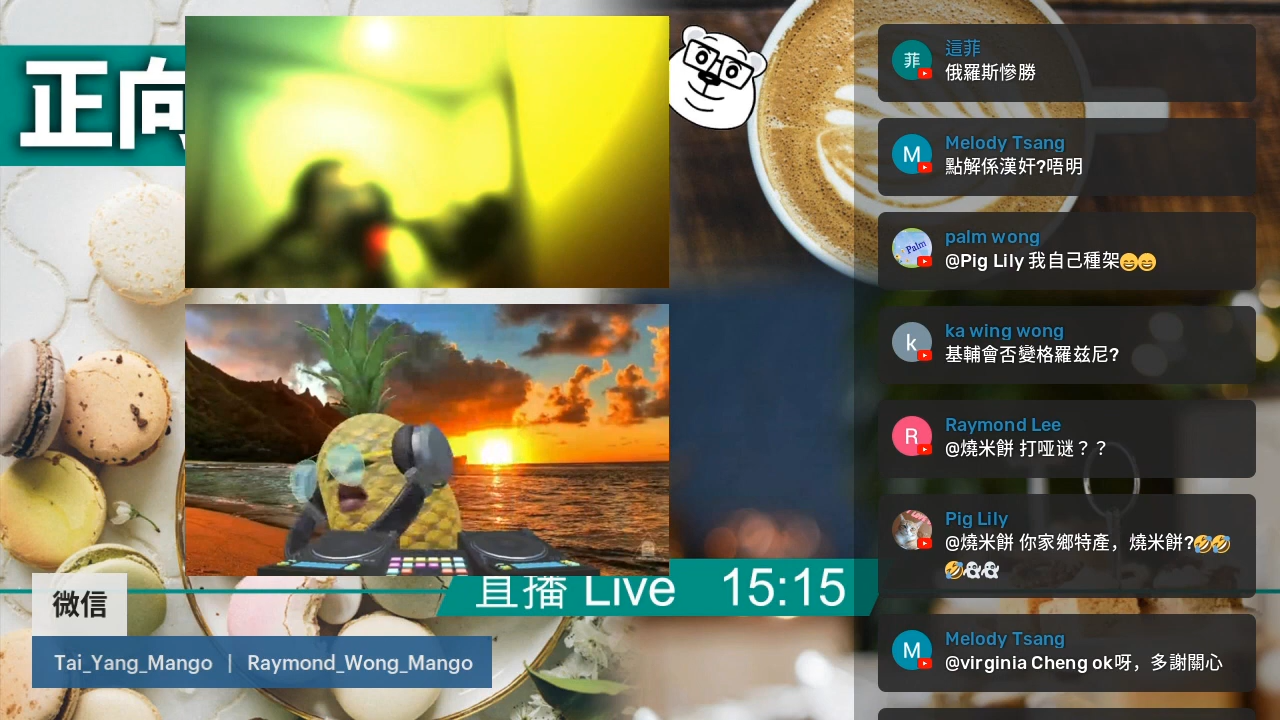 正向
這菲
俄羅斯慘勝
Melody Tsang
點解係漢奸?唔明
palm wong
@Pig Lily 我自己種架😄😄
ka wing wong
基輔會否變格羅兹尼?
Raymond Lee
@燒米餅 打哑谜？？
Pig Lily
@燒米餅 你家鄉特產，燒米餅?🤣🤣
🤣👻👻
Melody Tsang
@virginia Cheng ok呀，多謝關心
直播 Live 15:15
微信
Tai_Yang_Mango | Raymond_Wong_Mango
菲
M
Palm
k
R
M